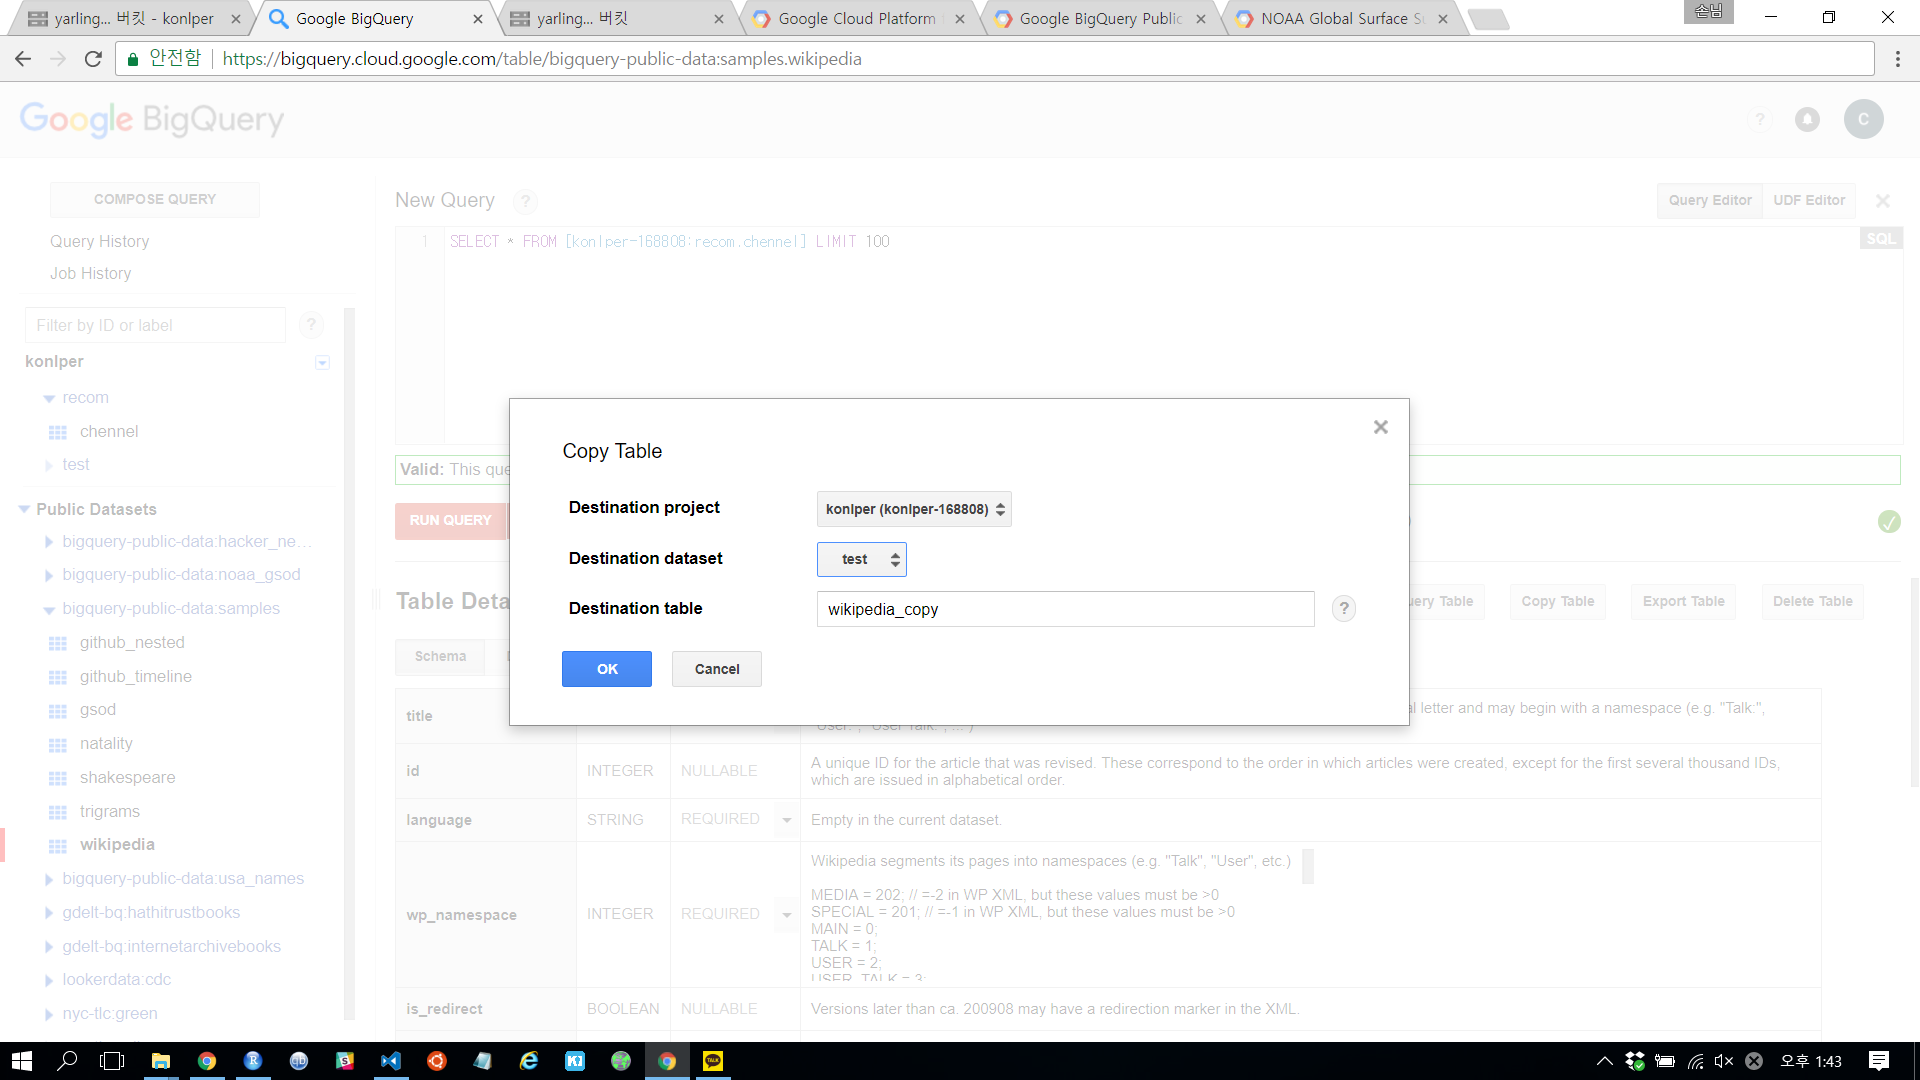 yarling... 버킷 - konlper
Google BigQuery
yarling... 버킷
Google Cloud Platform
Google BigQuery Public
NOAA Global Surface Su
손님
안전함
https://bigquery.cloud.google.com/table/bigquery-public-data:samples.wikipedia
Google BigQuery
?
C
COMPOSE QUERY
Query History
Job History
Filter by ID or label
?
konlper
recom
chennel
test
Public Datasets
bigquery-public-data:hacker_ne…
bigquery-public-data:noaa_gsod
bigquery-public-data:samples
github_nested
github_timeline
gsod
natality
shakespeare
trigrams
wikipedia
bigquery-public-data:usa_names
gdelt-bq:hathitrustbooks
gdelt-bq:internetarchivebooks
lookerdata:cdc
nyc-tlc:green
New Query ?
Query Editor UDF Editor
1 SELECT * FROM [konlper-168808:recom.chennel] LIMIT 100
SQL
Valid: This que
RUN QUERY
Copy Table
Destination project konlper (konlper-168808)
Destination dataset test
Destination table wikipedia_copy ?
OK Cancel
Table Deta
ery Table Copy Table Export Table Delete Table
Schema
title
al letter and may begin with a namespace (e.g. "Talk:",
"User:", "User Talk:", ... )
id INTEGER NULLABLE
A unique ID for the article that was revised. These correspond to the order in which articles were created, except for the first several thousand IDs,
which are issued in alphabetical order.
language STRING REQUIRED Empty in the current dataset.
wp_namespace INTEGER REQUIRED
Wikipedia segments its pages into namespaces (e.g. "Talk", "User", etc.)
MEDIA = 202; // =-2 in WP XML, but these values must be >0
SPECIAL = 201; // =-1 in WP XML, but these values must be >0
MAIN = 0;
TALK = 1;
USER = 2;
USER_TALK = 3;
is_redirect BOOLEAN NULLABLE Versions later than ca. 200908 may have a redirection marker in the XML.
오후 1:43